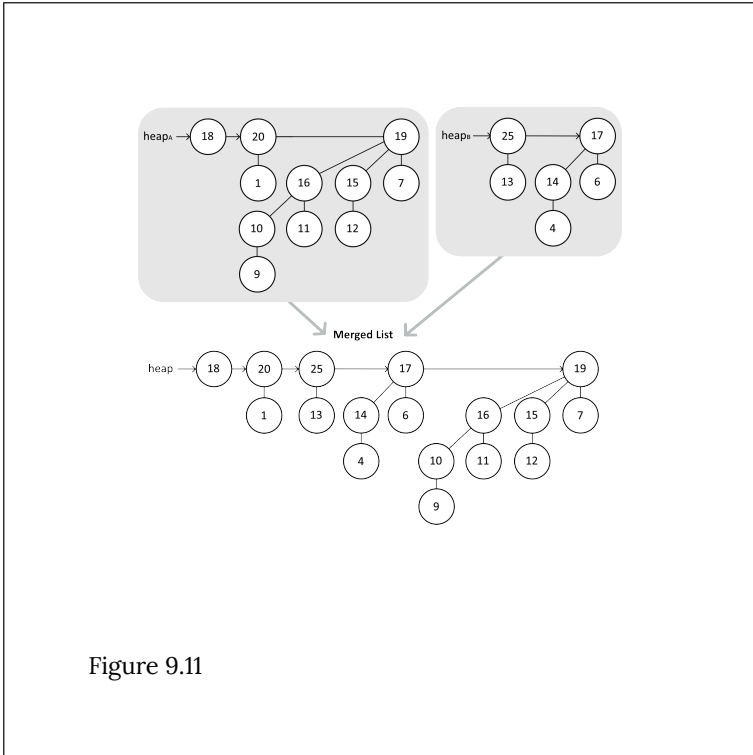 heapA 18 20 19 heapB 25 17
1 16 15 7 13 14 6
10 11 12 4
9
Merged List
heap 18 20 25 17 19
1 13 14 6 16 15 7
4 10 11 12
9
Figure 9.11